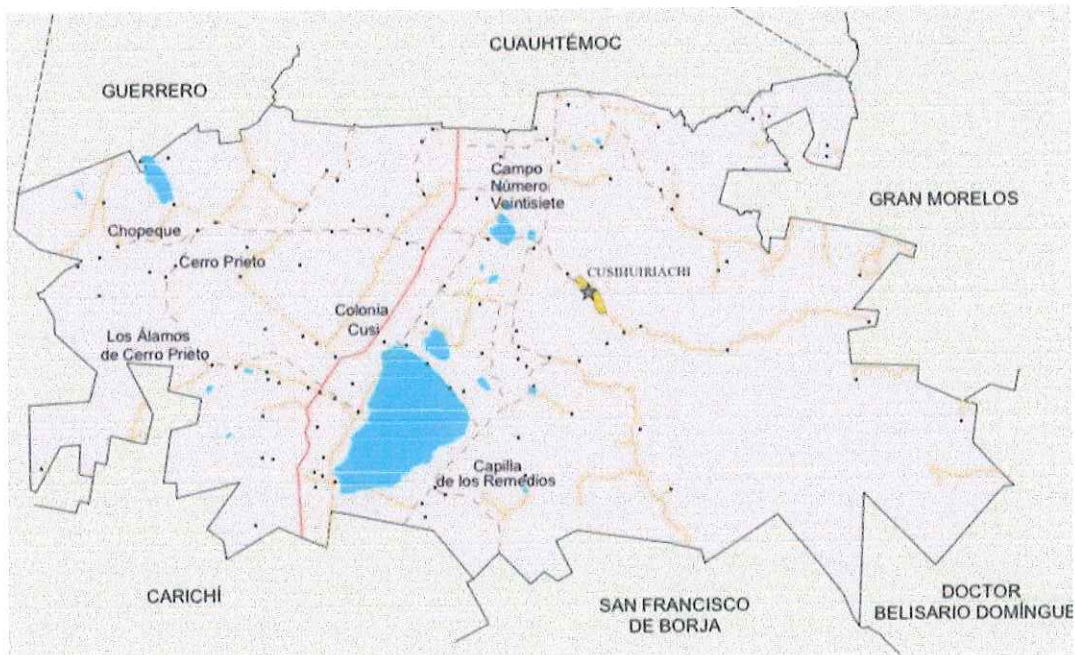 CUAUHTÉMOC
GUERRERO
Campo
Número
Veintisiete
GRAN MORELOS
Chopeque
Cerro Prieto
CUSIHUIRIACHI
Colonia
Cusi
Los Álamos
de Cerro Prieto
Capilla
de los Remedios
CARICHÍ
SAN FRANCISCO
DE BORJA
DOCTOR
BELISARIO DOMÍNGUE